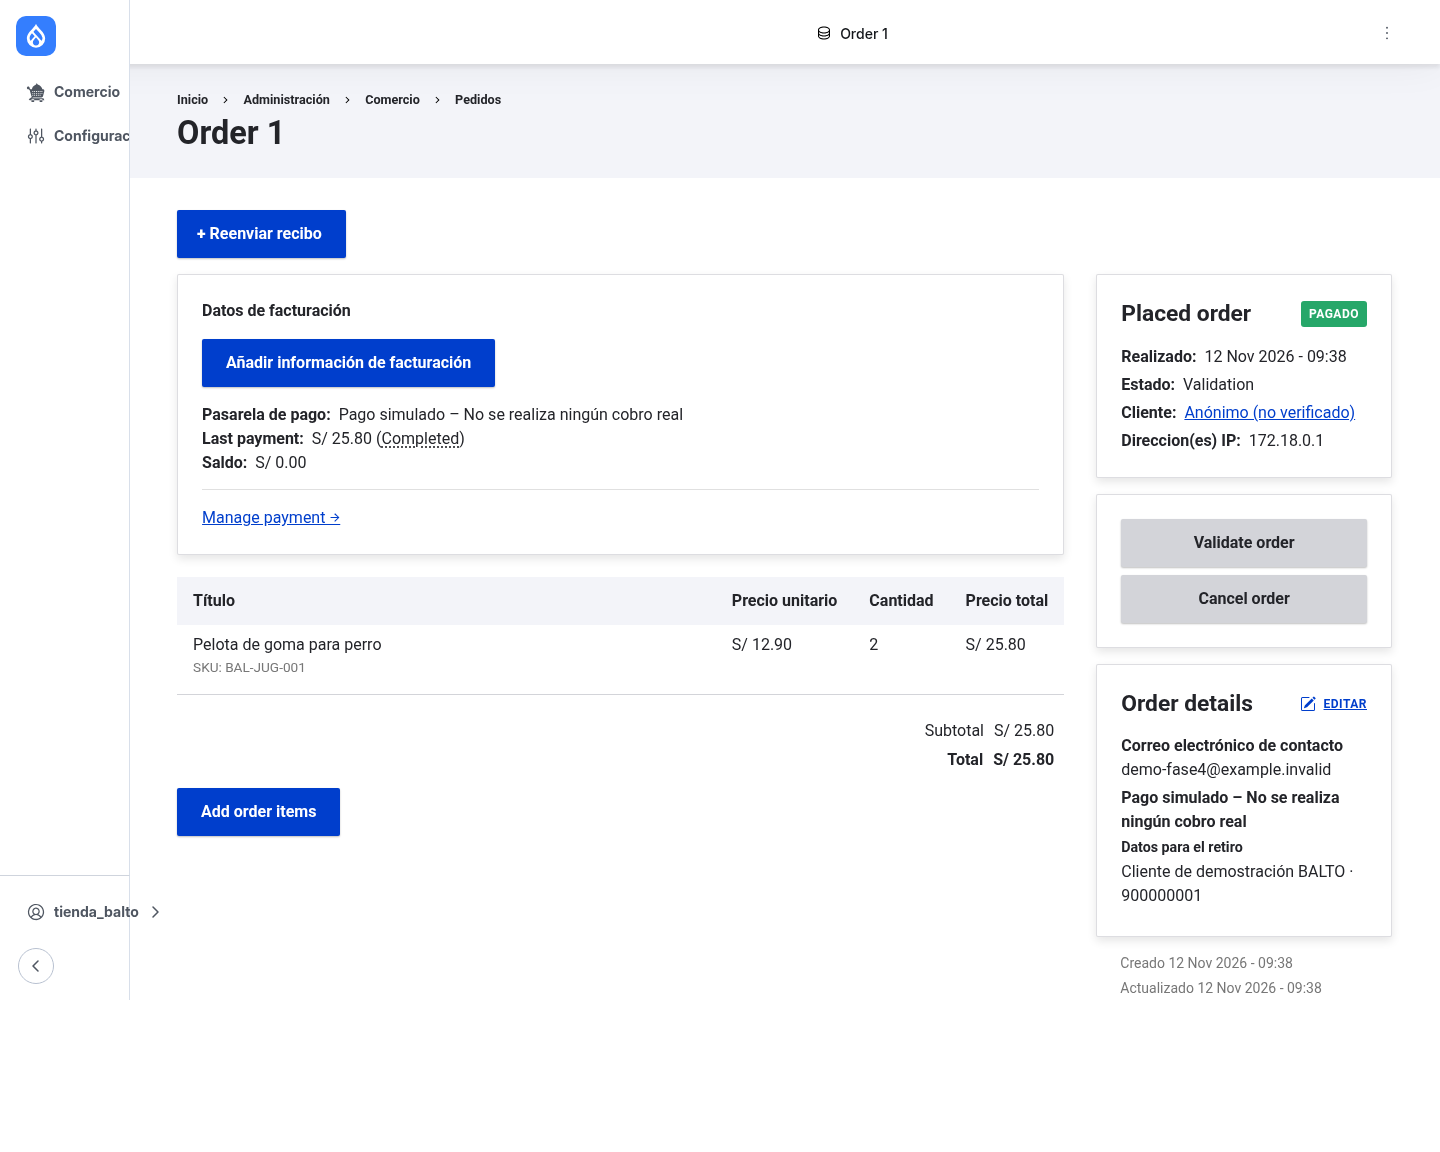 Comercio
Configurac
tienda_balto
Order 1
Inicio
Administración
Comercio
Pedidos
Order 1
+ Reenviar recibo
Datos de facturación
Añadir información de facturación
Pasarela de pago: Pago simulado – No se realiza ningún cobro real
Last payment: S/ 25.80 (Completed)
Saldo: S/ 0.00
Manage payment →
Título Precio unitario Cantidad Precio total
Pelota de goma para perro S/ 12.90 2 S/ 25.80
SKU: BAL-JUG-001
Subtotal S/ 25.80
Total S/ 25.80
Add order items
Placed order PAGADO
Realizado: 12 Nov 2026 - 09:38
Estado: Validation
Cliente: Anónimo (no verificado)
Direccion(es) IP: 172.18.0.1
Validate order
Cancel order
Order details EDITAR
Correo electrónico de contacto
demo-fase4@example.invalid
Pago simulado – No se realiza
ningún cobro real
Datos para el retiro
Cliente de demostración BALTO ·
900000001
Creado 12 Nov 2026 - 09:38
Actualizado 12 Nov 2026 - 09:38